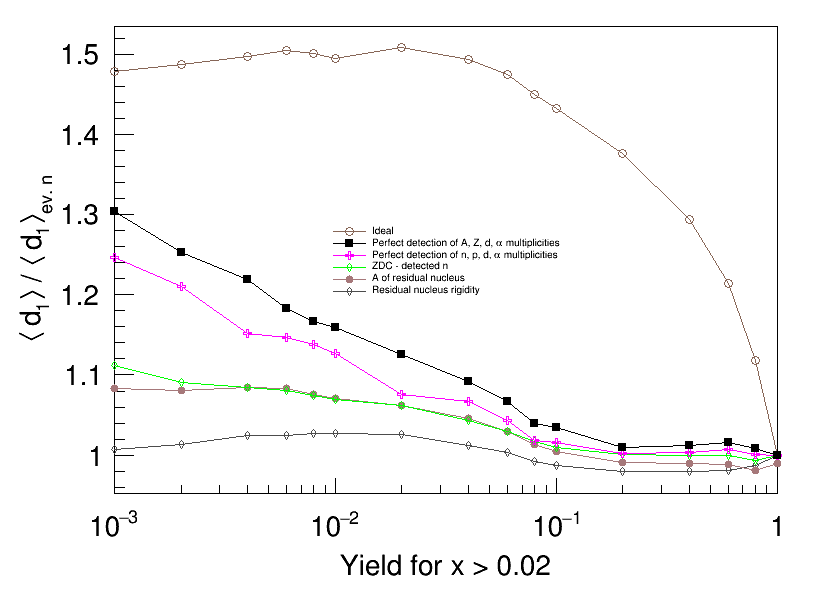 ⟨ d₁ ⟩ / ⟨ d₁ ⟩ev. n
1.5
1.4
1.3
1.2
1.1
1
Ideal
Perfect detection of A, Z, d, α multiplicities
Perfect detection of n, p, d, α multiplicities
ZDC - detected n
A of residual nucleus
Residual nucleus rigidity
10⁻³ 10⁻² 10⁻¹ 1
Yield for x > 0.02